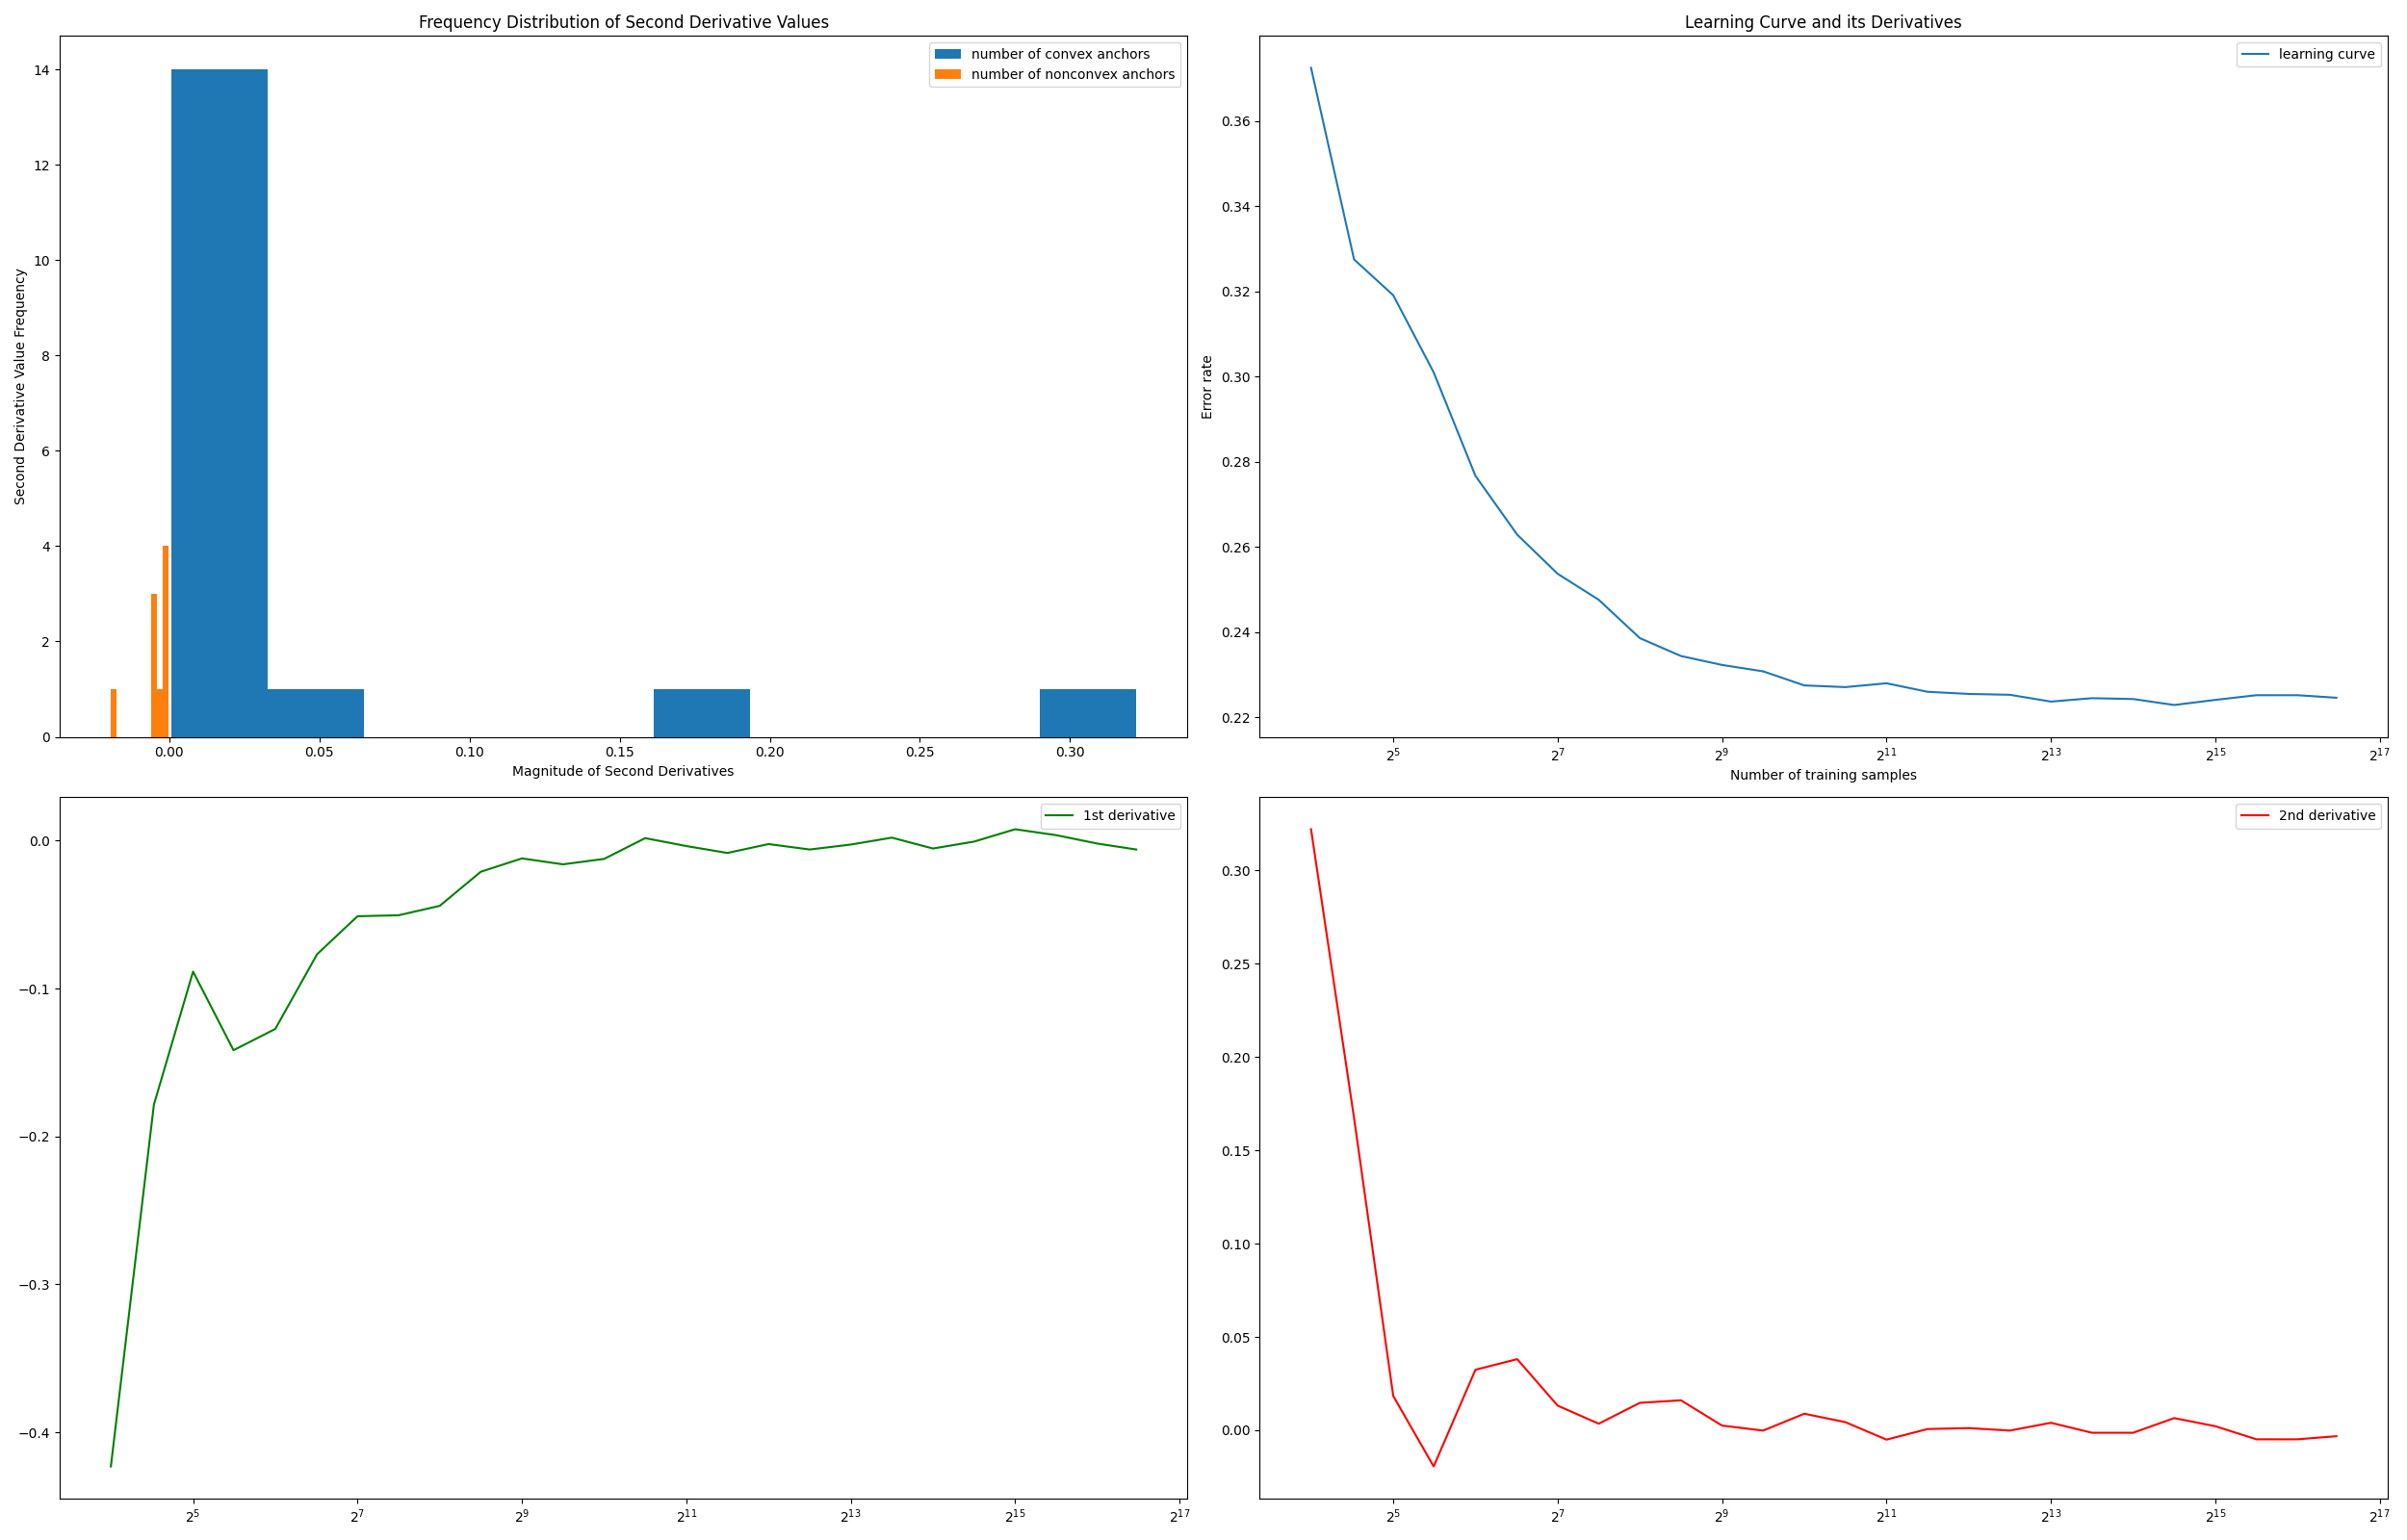 Frequency Distribution of Second Derivative Values
number of convex anchors
number of nonconvex anchors
Second Derivative Value Frequency
14
12
10
8
6
4
2
0
0.00 0.05 0.10 0.15 0.20 0.25 0.30
Magnitude of Second Derivatives
Learning Curve and its Derivatives
learning curve
Error rate
0.36
0.34
0.32
0.30
0.28
0.26
0.24
0.22
2^5 2^7 2^9 2^11 2^13 2^15 2^17
Number of training samples
1st derivative
0.0
−0.1
−0.2
−0.3
−0.4
2^5 2^7 2^9 2^11 2^13 2^15 2^17
2nd derivative
0.30
0.25
0.20
0.15
0.10
0.05
0.00
2^5 2^7 2^9 2^11 2^13 2^15 2^17